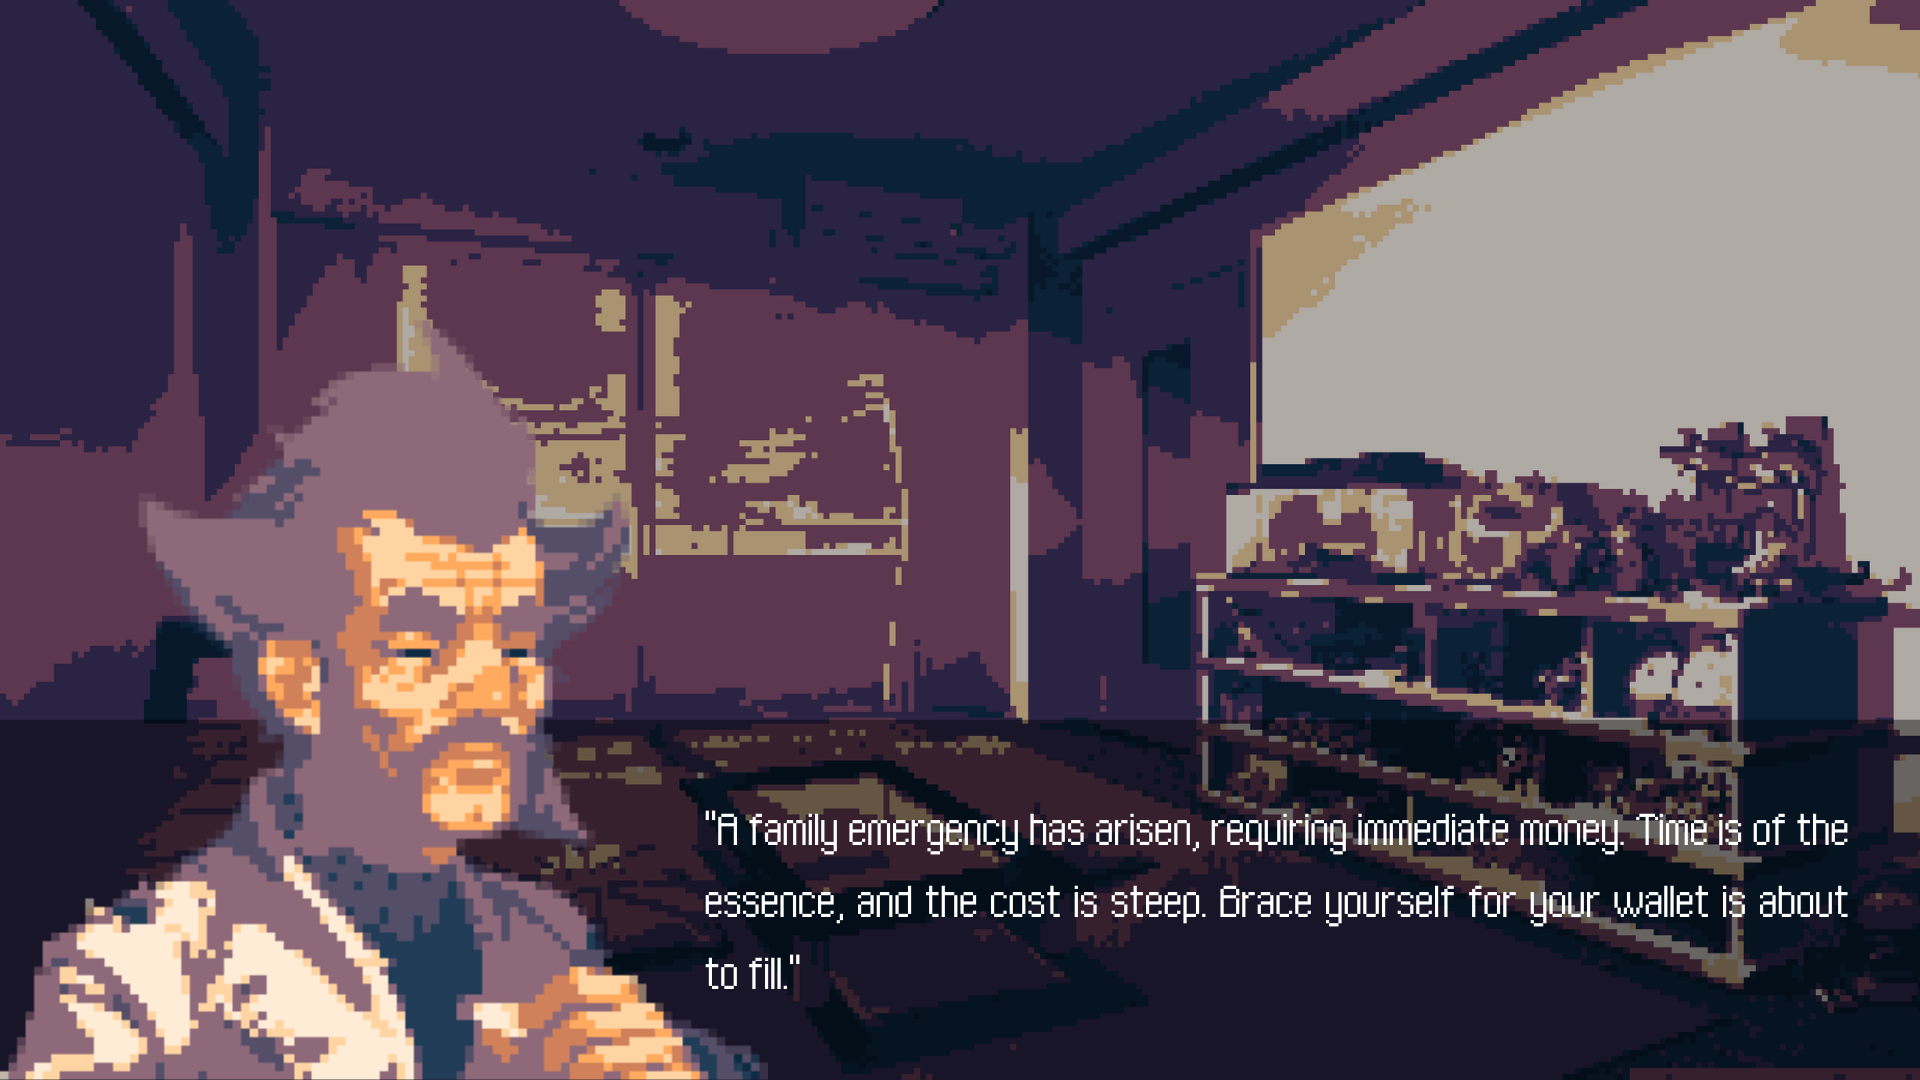 "A family emergency has arisen, requiring immediate money. Time is of the
essence, and the cost is steep. Brace yourself for your wallet is about
to fill."